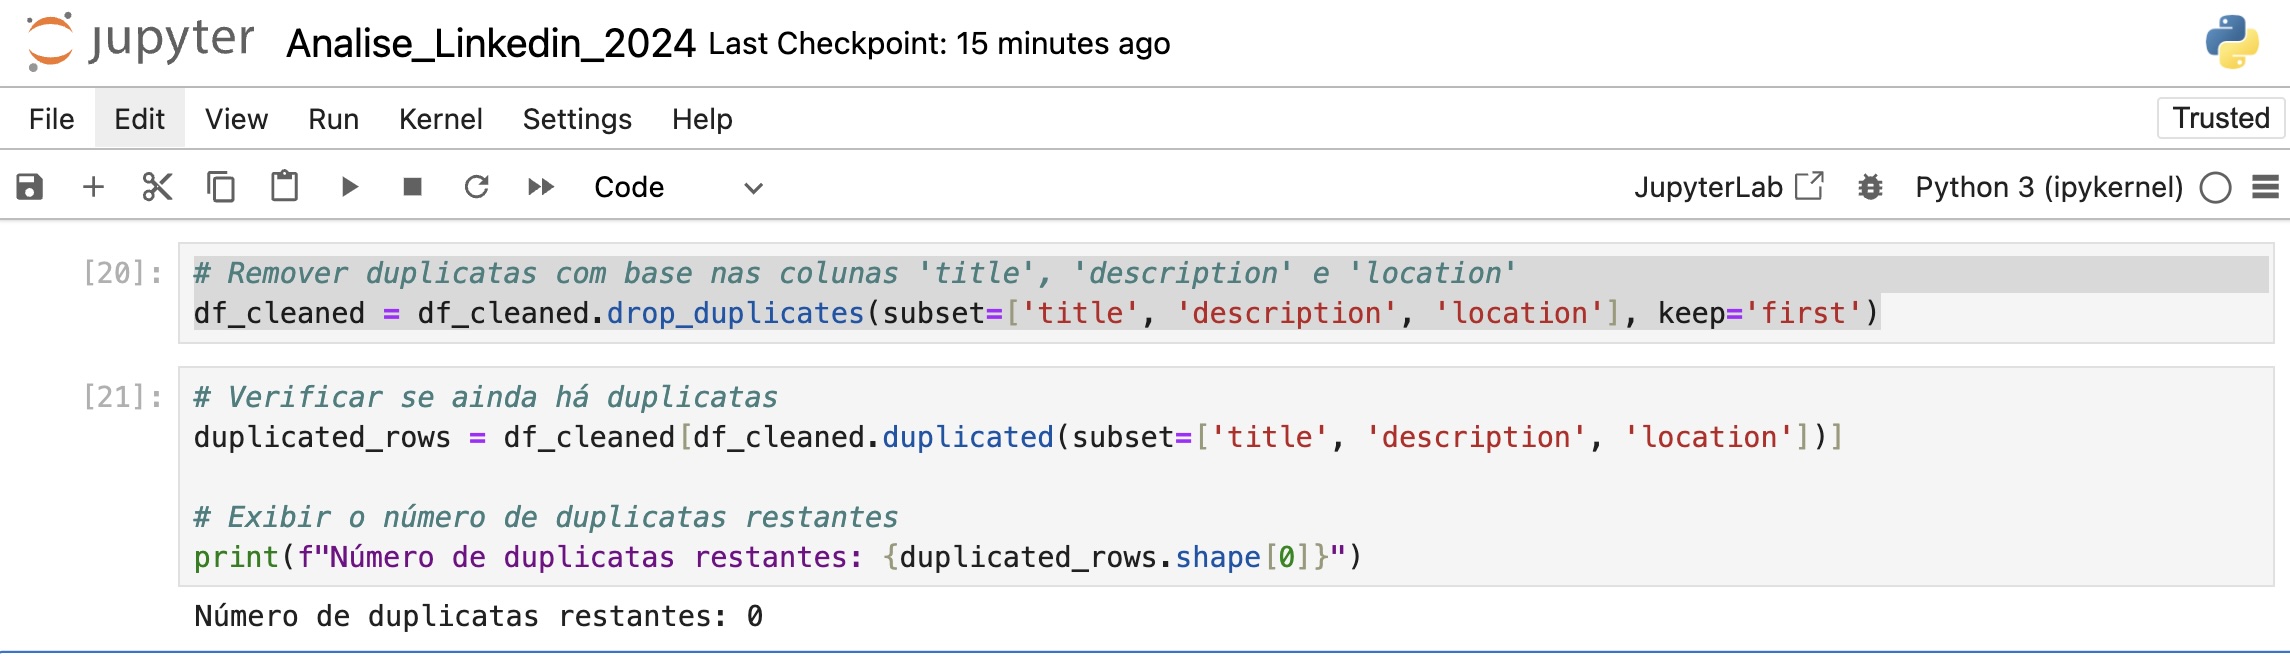 jupyter Analise_Linkedin_2024 Last Checkpoint: 15 minutes ago
File Edit View Run Kernel Settings Help Trusted
Code JupyterLab Python 3 (ipykernel)
[20]: # Remover duplicatas com base nas colunas 'title', 'description' e 'location'
df_cleaned = df_cleaned.drop_duplicates(subset=['title', 'description', 'location'], keep='first')
[21]: # Verificar se ainda há duplicatas
duplicated_rows = df_cleaned[df_cleaned.duplicated(subset=['title', 'description', 'location'])]
# Exibir o número de duplicatas restantes
print(f"Número de duplicatas restantes: {duplicated_rows.shape[0]}")
Número de duplicatas restantes: 0